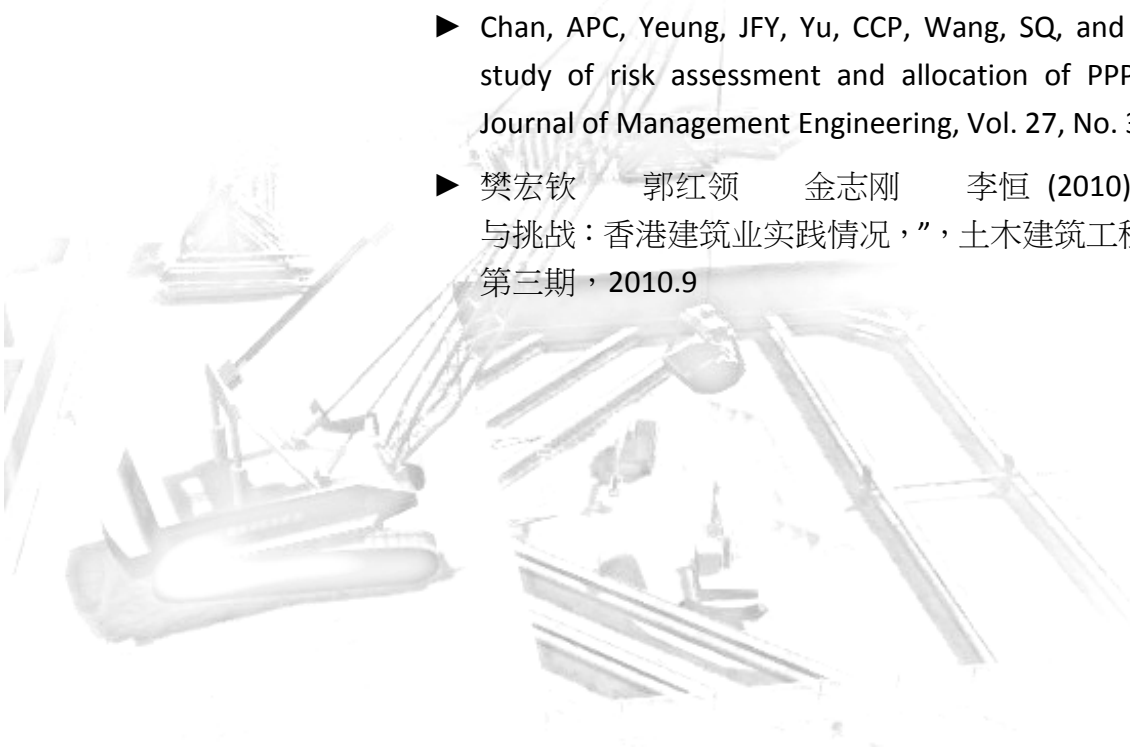 ► Chan, APC, Yeung, JFY, Yu, CCP, Wang, SQ, and
study of risk assessment and allocation of PPP
Journal of Management Engineering, Vol. 27, No. 3
► 樊宏钦 郭红领 金志刚 李恒 (2010)
与挑战：香港建筑业实践情况，”，土木建筑工程
第三期，2010.9